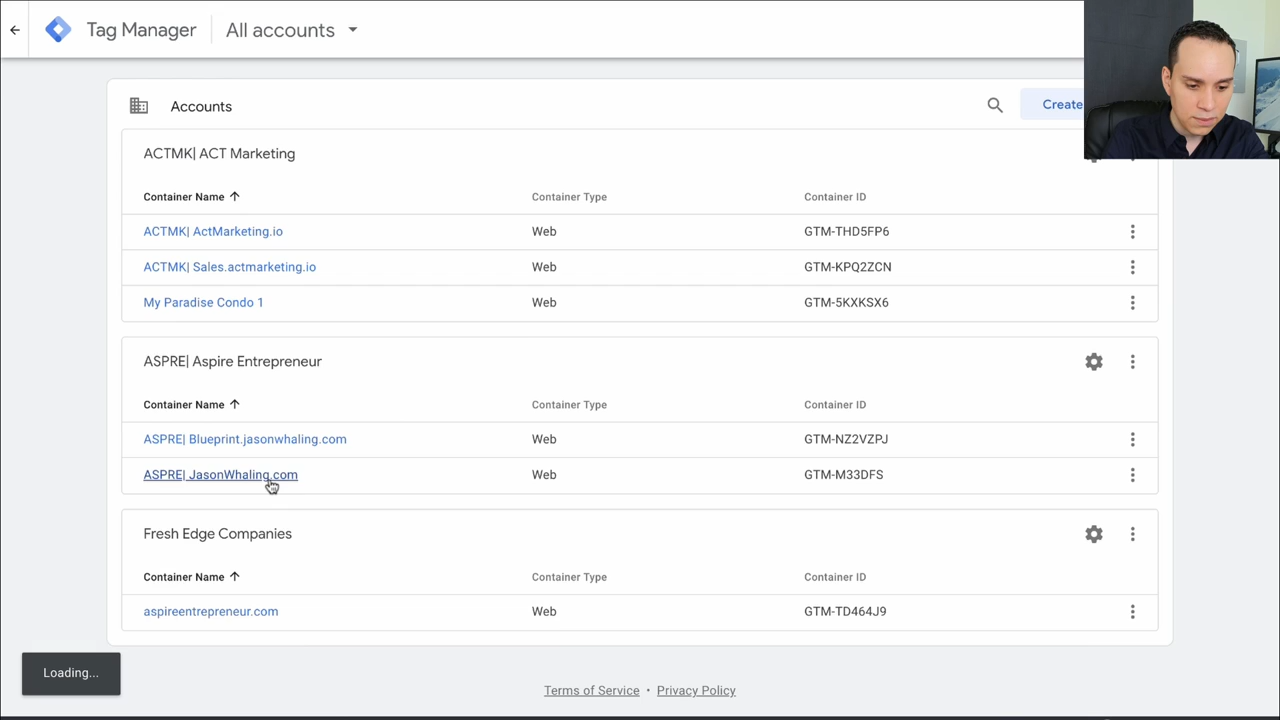 Tag Manager
All accounts
Accounts
Create
ACTMK| ACT Marketing
Container Name
Container Type
Container ID
ACTMK| ActMarketing.io
Web
GTM-THD5FP6
ACTMK| Sales.actmarketing.io
Web
GTM-KPQ2ZCN
My Paradise Condo 1
Web
GTM-5KXKSX6
ASPRE| Aspire Entrepreneur
Container Name
Container Type
Container ID
ASPRE| Blueprint.jasonwhaling.com
Web
GTM-NZ2VZPJ
ASPRE| JasonWhaling.com
Web
GTM-M33DFS
Fresh Edge Companies
Container Name
Container Type
Container ID
aspireentrepreneur.com
Web
GTM-TD464J9
Loading...
Terms of Service • Privacy Policy